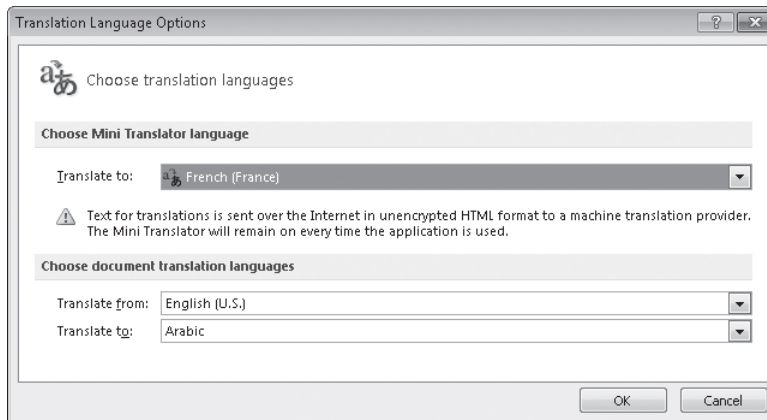 Translation Language Options
Choose translation languages
Choose Mini Translator language
Translate to: French (France)
Text for translations is sent over the Internet in unencrypted HTML format to a machine translation provider.
The Mini Translator will remain on every time the application is used.
Choose document translation languages
Translate from: English (U.S.)
Translate to: Arabic
OK Cancel